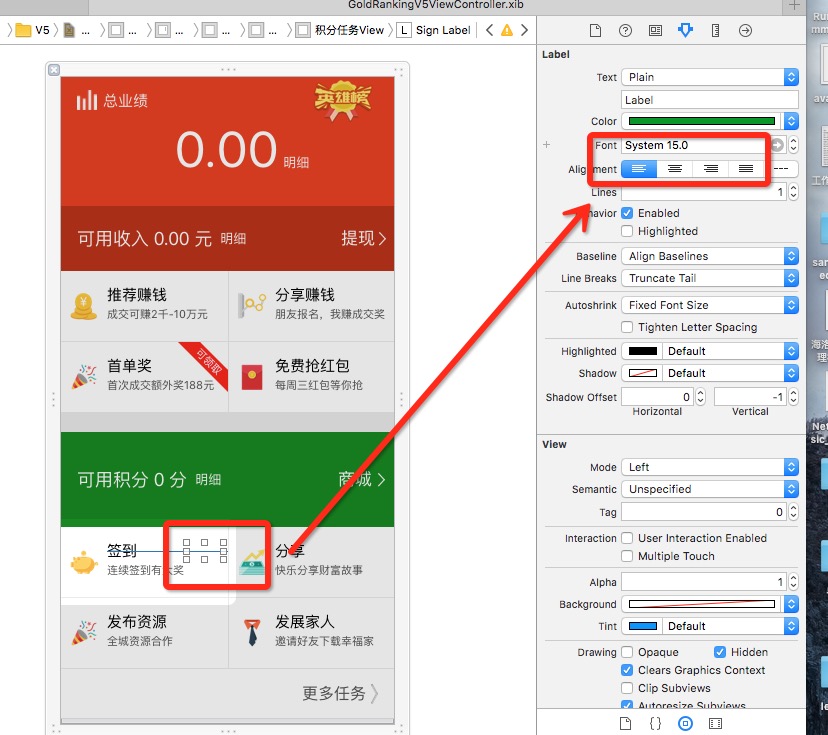 GoldRankingV5ViewController.xib
V5 ... ... ... ... ... 积分任务View L Sign Label
总业绩
英雄榜
0.00 明细
可用收入 0.00 元 明细 提现
推荐赚钱
成交可赚2千-10万元
分享赚钱
朋友报名，我赚成交奖
首单奖
首次成交额外奖188元
可领取
免费抢红包
每周三红包等你抢
可用积分 0 分 明细 商城
签到
连续签到有大奖
分享
快乐分享财富故事
发布资源
全城资源合作
发展家人
邀请好友下载幸福家
更多任务
Label
Text Plain
Label
Color
Font System 15.0
Alignment ---
Lines 1
havior Enabled
Highlighted
Baseline Align Baselines
Line Breaks Truncate Tail
Autoshrink Fixed Font Size
Tighten Letter Spacing
Highlighted Default
Shadow Default
Shadow Offset 0 -1
Horizontal Vertical
View
Mode Left
Semantic Unspecified
Tag 0
Interaction User Interaction Enabled
Multiple Touch
Alpha 1
Background
Tint Default
Drawing Opaque Hidden
Clears Graphics Context
Clip Subviews
Autoresize Subviews